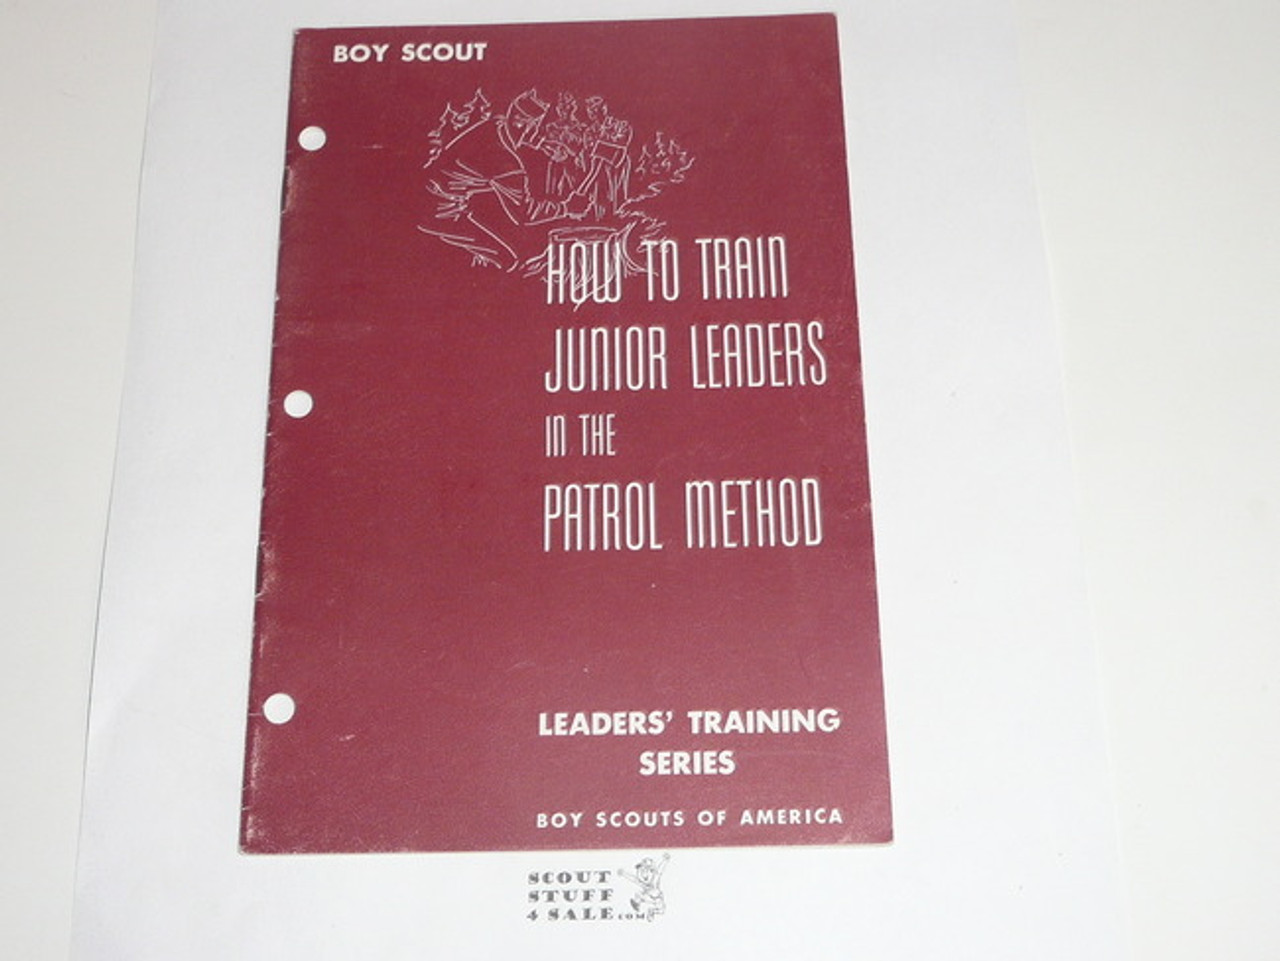 BOY SCOUT
HOW TO TRAIN
JUNIOR LEADERS
IN THE
PATROL METHOD
LEADERS' TRAINING
SERIES
BOY SCOUTS OF AMERICA
SCOUT
STUFF
4 SALE.COM